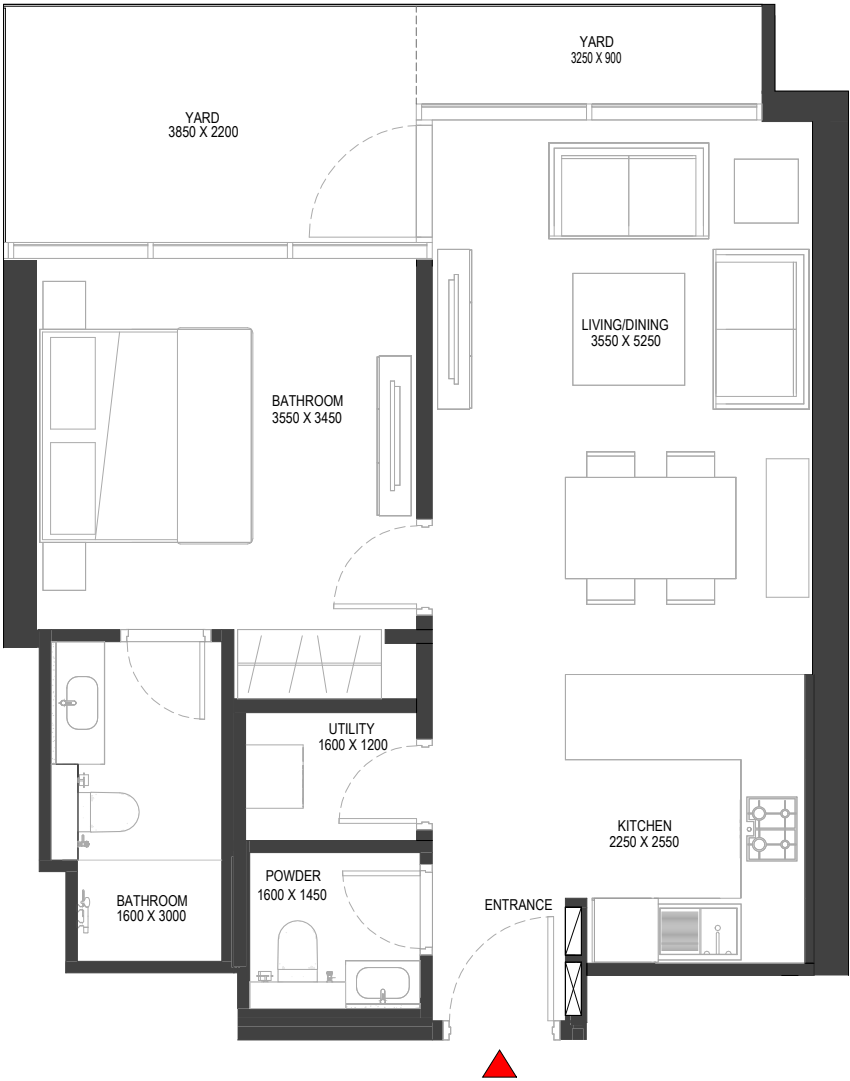 YARD
3250 X 900
YARD
3850 X 2200
LIVING/DINING
3550 X 5250
BATHROOM
3550 X 3450
UTILITY
1600 X 1200
KITCHEN
2250 X 2550
POWDER
1600 X 1450
BATHROOM
1600 X 3000
ENTRANCE